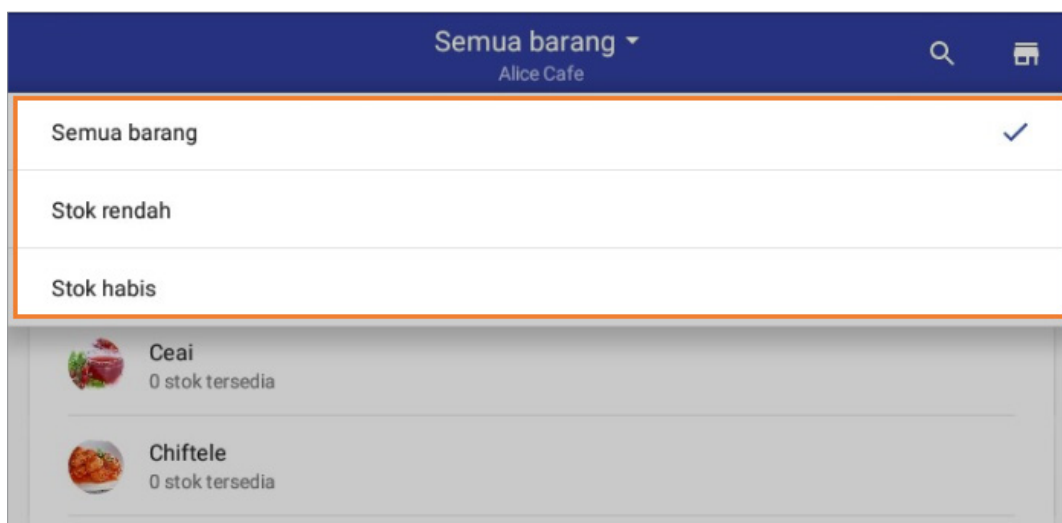 Semua barang
Alice Cafe
Semua barang
Stok rendah
Stok habis
Ceai
0 stok tersedia
Chiftele
0 stok tersedia